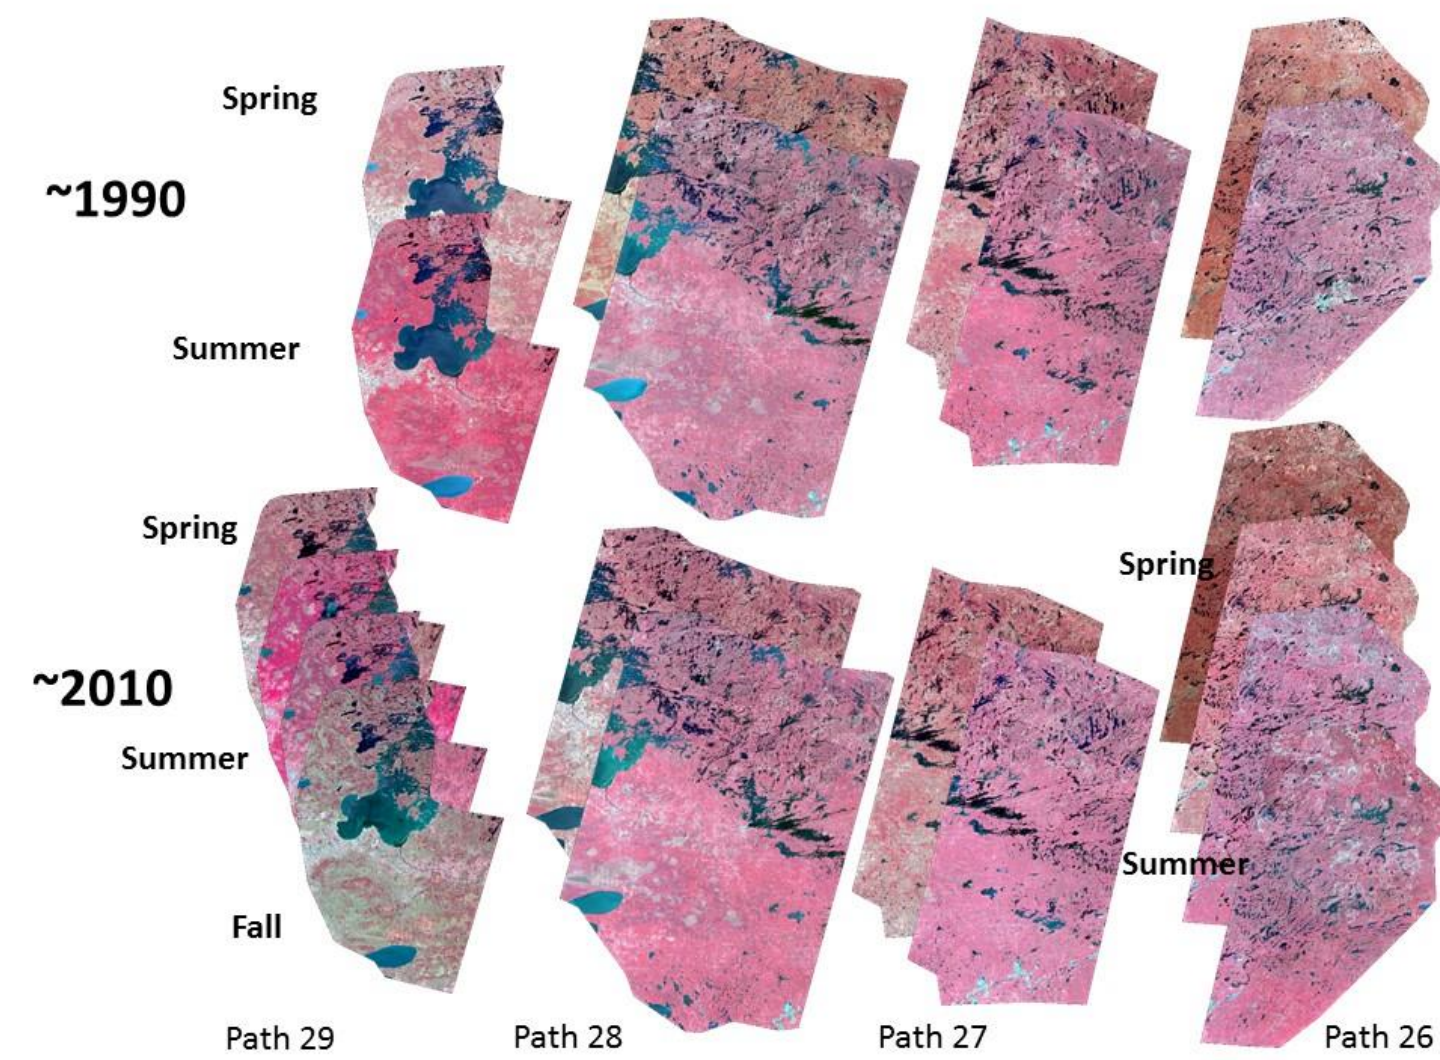 Spring
~1990
Summer
Spring
Spring
~2010
Summer
Summer
Fall
Path 29
Path 28
Path 27
Path 26